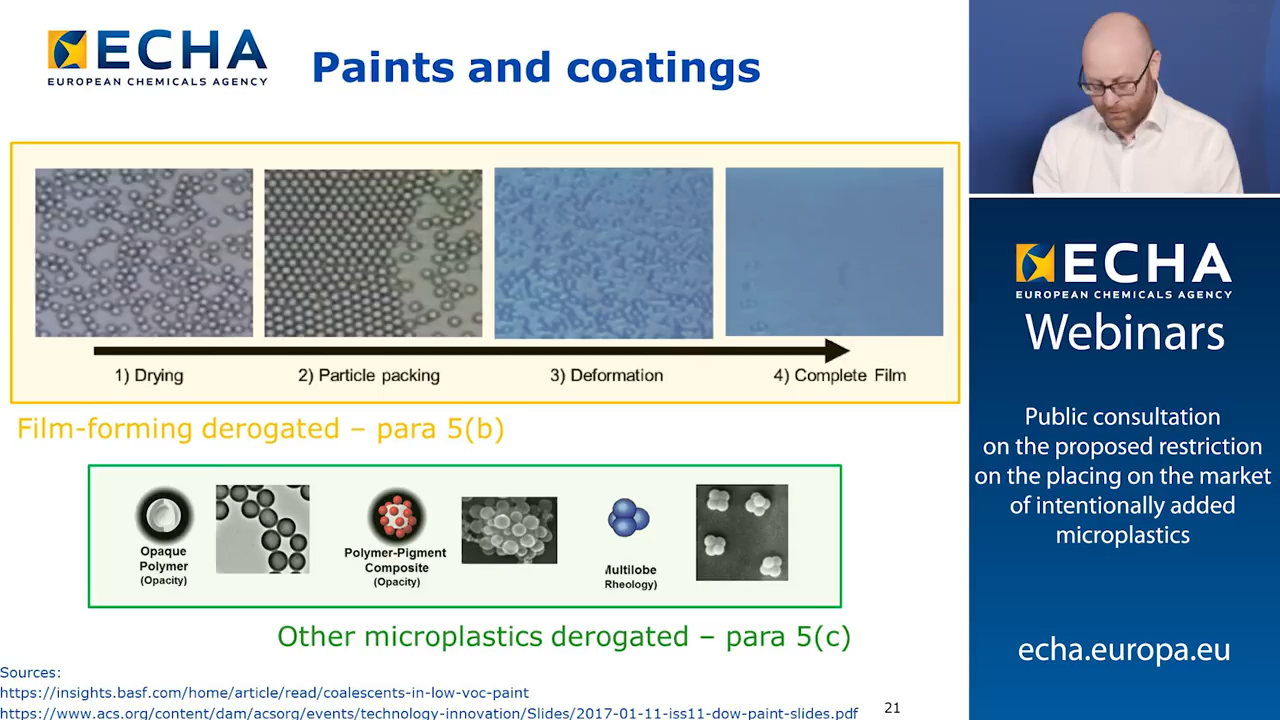 ECHA
EUROPEAN CHEMICALS AGENCY
Paints and coatings
1) Drying
2) Particle packing
3) Deformation
4) Complete Film
Film-forming derogated – para 5(b)
Opaque
Polymer
(Opacity)
Polymer-Pigment
Composite
(Opacity)
Multilobe
Rheology)
Other microplastics derogated – para 5(c)
Sources:
https://insights.basf.com/home/article/read/coalescents-in-low-voc-paint
https://www.acs.org/content/dam/acsorg/events/technology-innovation/Slides/2017-01-11-iss11-dow-paint-slides.pdf
21
ECHA
EUROPEAN CHEMICALS AGENCY
Webinars
Public consultation
on the proposed restriction
on the placing on the market
of intentionally added
microplastics
echa.europa.eu